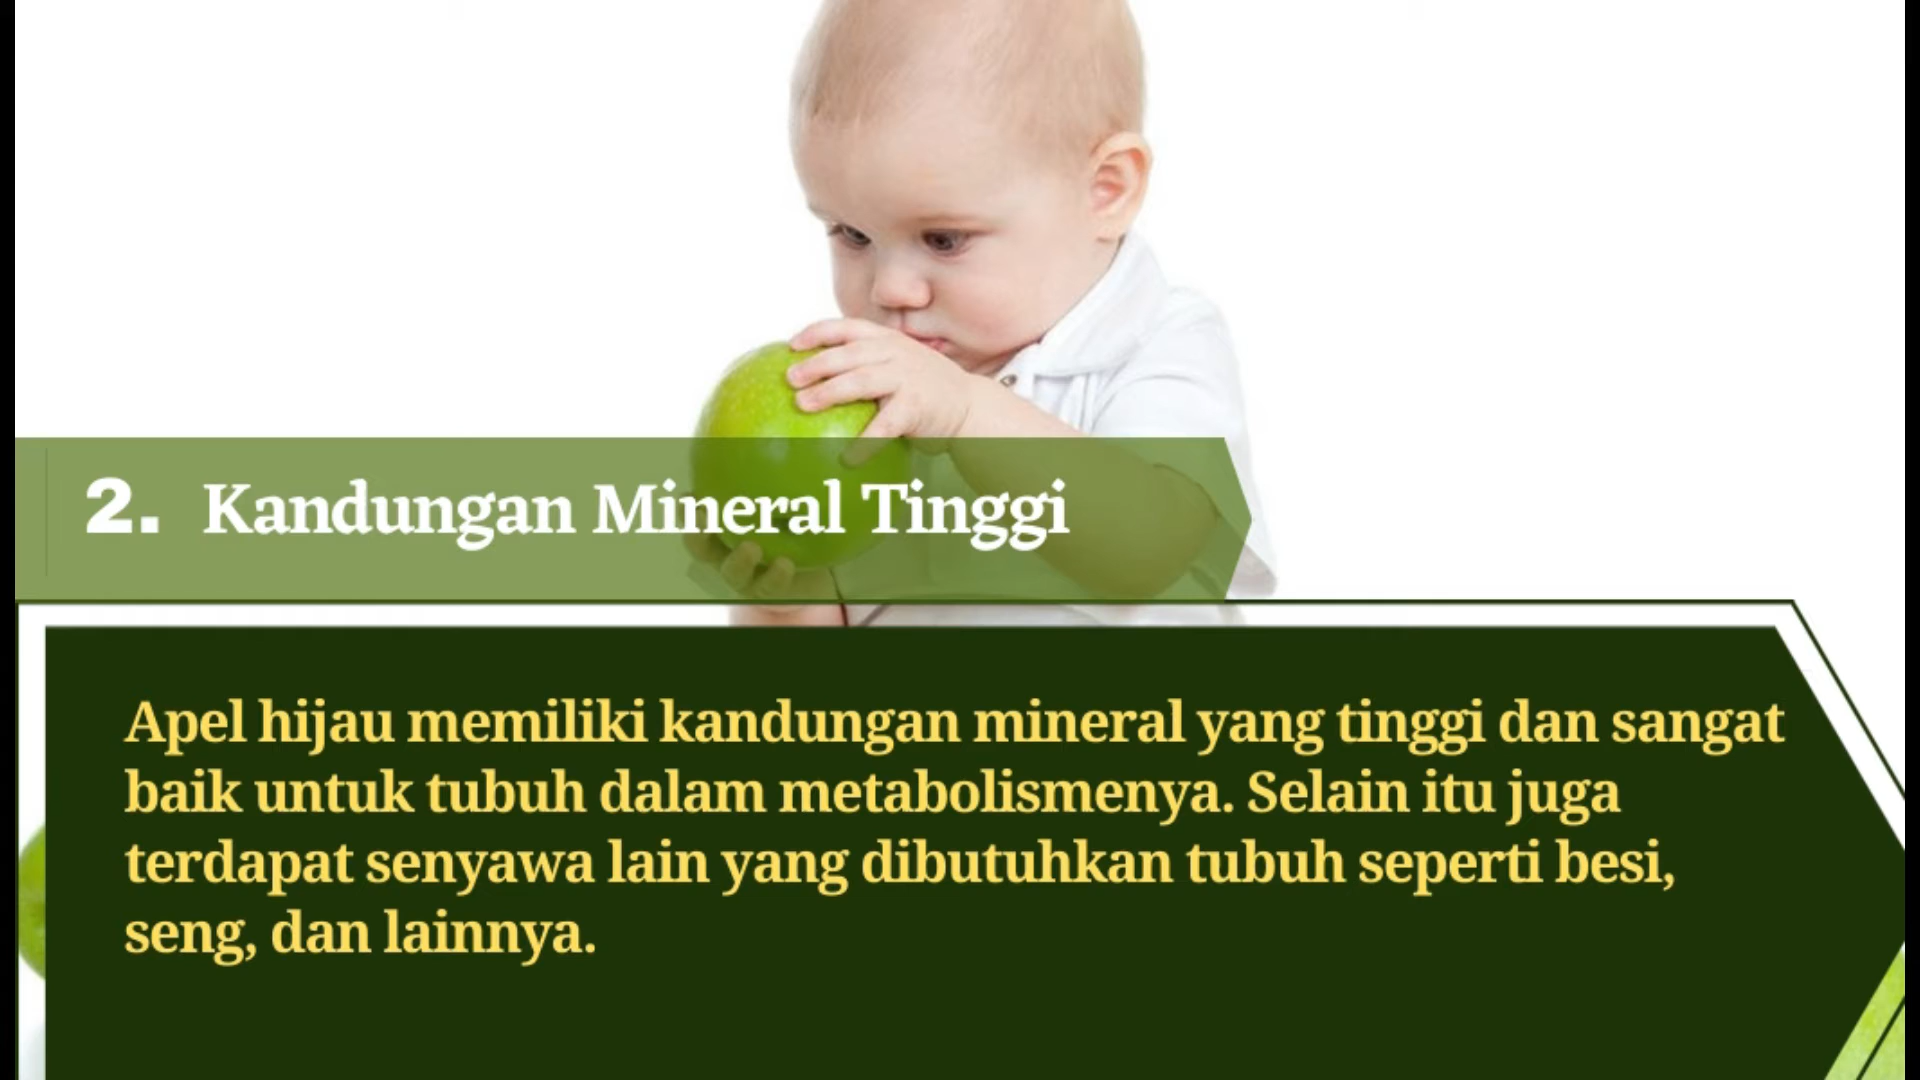 2. Kandungan Mineral Tinggi
Apel hijau memiliki kandungan mineral yang tinggi dan sangat
baik untuk tubuh dalam metabolismenya. Selain itu juga
terdapat senyawa lain yang dibutuhkan tubuh seperti besi,
seng, dan lainnya.